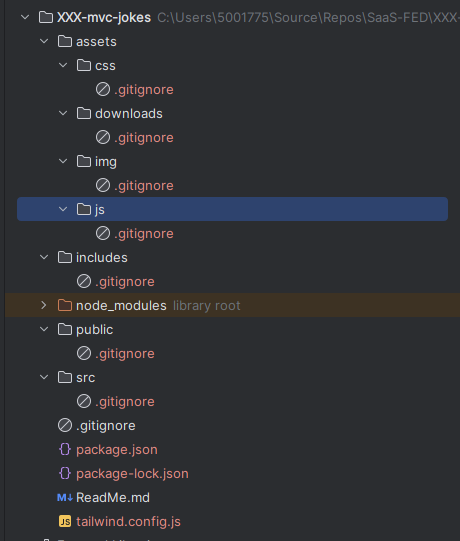 XXX-mvc-jokes C:\Users\5001775\Source\Repos\SaaS-FED\XXX-
assets
css
.gitignore
downloads
.gitignore
img
.gitignore
js
.gitignore
includes
.gitignore
node_modules library root
public
.gitignore
src
.gitignore
.gitignore
{} package.json
{} package-lock.json
M↓ ReadMe.md
JS tailwind.config.js